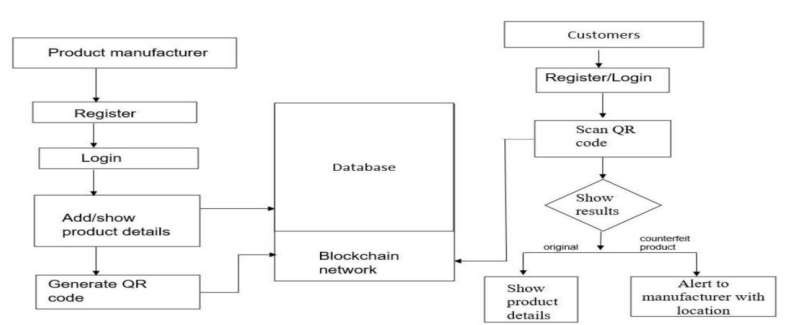 Product manufacturer
Register
Login
Add/show
product details
Generate QR
code
Database
Blockchain
network
Customers
Register/Login
Scan QR
code
Show
results
original
counterfeit
product
Show
product
details
Alert to
manufacturer with
location